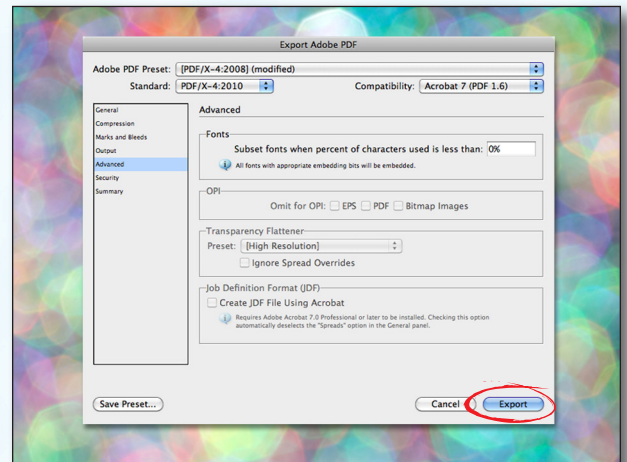 Export Adobe PDF
Adobe PDF Preset: [PDF/X-4:2008] (modified)
Standard: PDF/X-4:2010 Compatibility: Acrobat 7 (PDF 1.6)
General
Compression
Marks and Bleeds
Output
Advanced
Security
Summary
Advanced
Fonts
Subset fonts when percent of characters used is less than: 0%
All fonts with appropriate embedding bits will be embedded.
OPI
Omit for OPI: EPS PDF Bitmap Images
Transparency Flattener
Preset: [High Resolution]
Ignore Spread Overrides
Job Definition Format (JDF)
Create JDF File Using Acrobat
Requires Adobe Acrobat 7.0 Professional or later to be installed. Checking this option
automatically deselects the "Spreads" option in the General panel.
Save Preset... Cancel Export